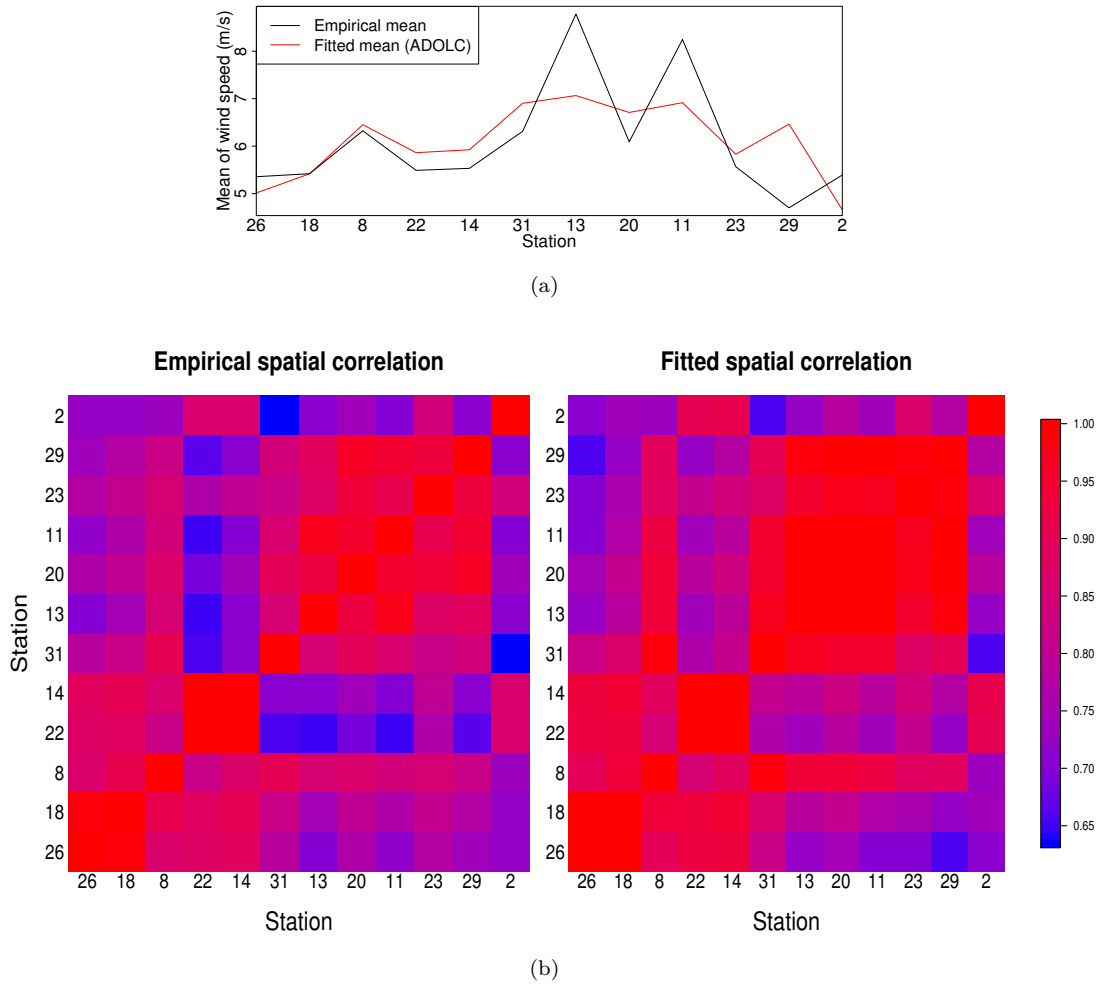 Empirical mean
Fitted mean (ADOLC)
Mean of wind speed (m/s)
8
7
6
5
26 18 8 22 14 31 13 20 11 23 29 2
Station
(a)
Empirical spatial correlation
Fitted spatial correlation
Station
2
29
23
11
20
13
31
14
22
8
18
26
26 18 8 22 14 31 13 20 11 23 29 2
Station
2
29
23
11
20
13
31
14
22
8
18
26
26 18 8 22 14 31 13 20 11 23 29 2
Station
1.00
0.95
0.90
0.85
0.80
0.75
0.70
0.65
(b)